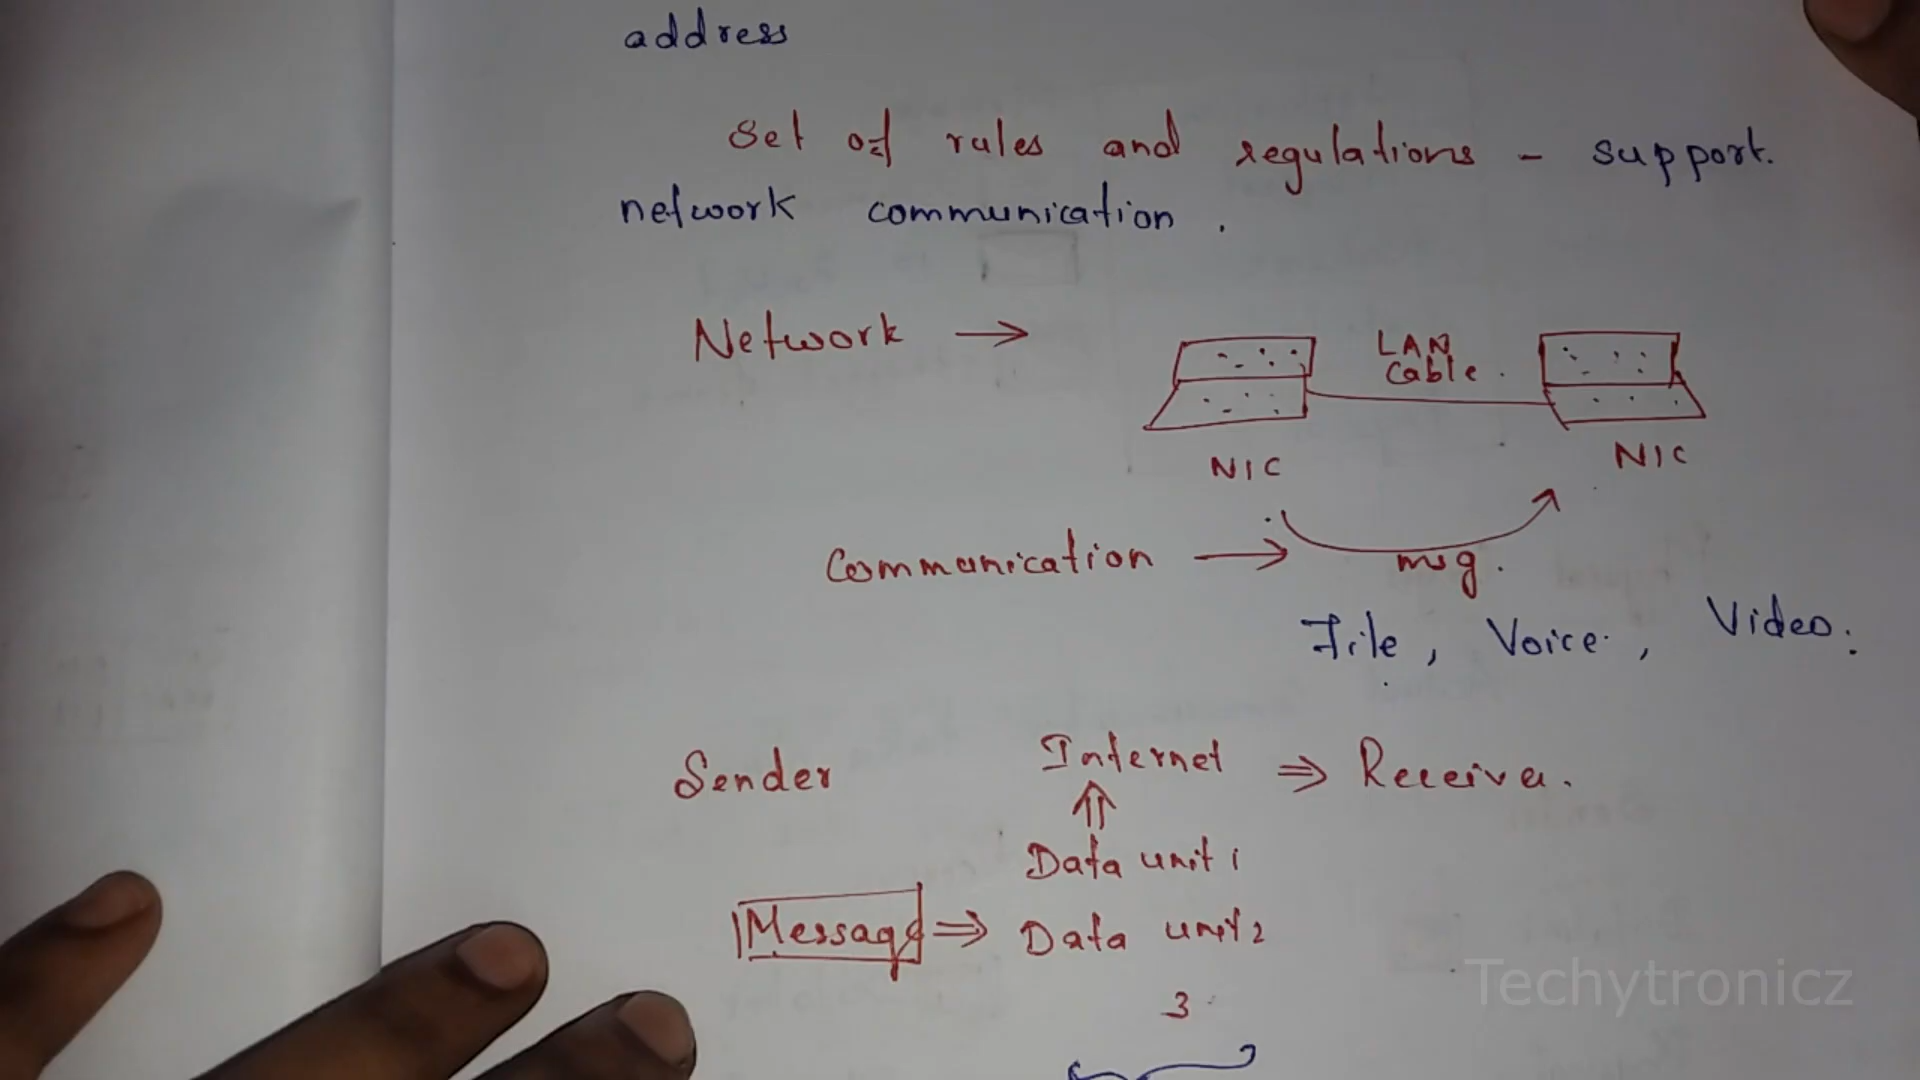 address
set of rules and regulations - support.
network communication.
Network →
LAN
Cable.
NIC
NIC
Communication →
msg.
File, Voice, Video.
Sender
Internet ⇒ Receiver.
⇑
Data unit 1
Message ⇒ Data unit 2
3
Techytronicz